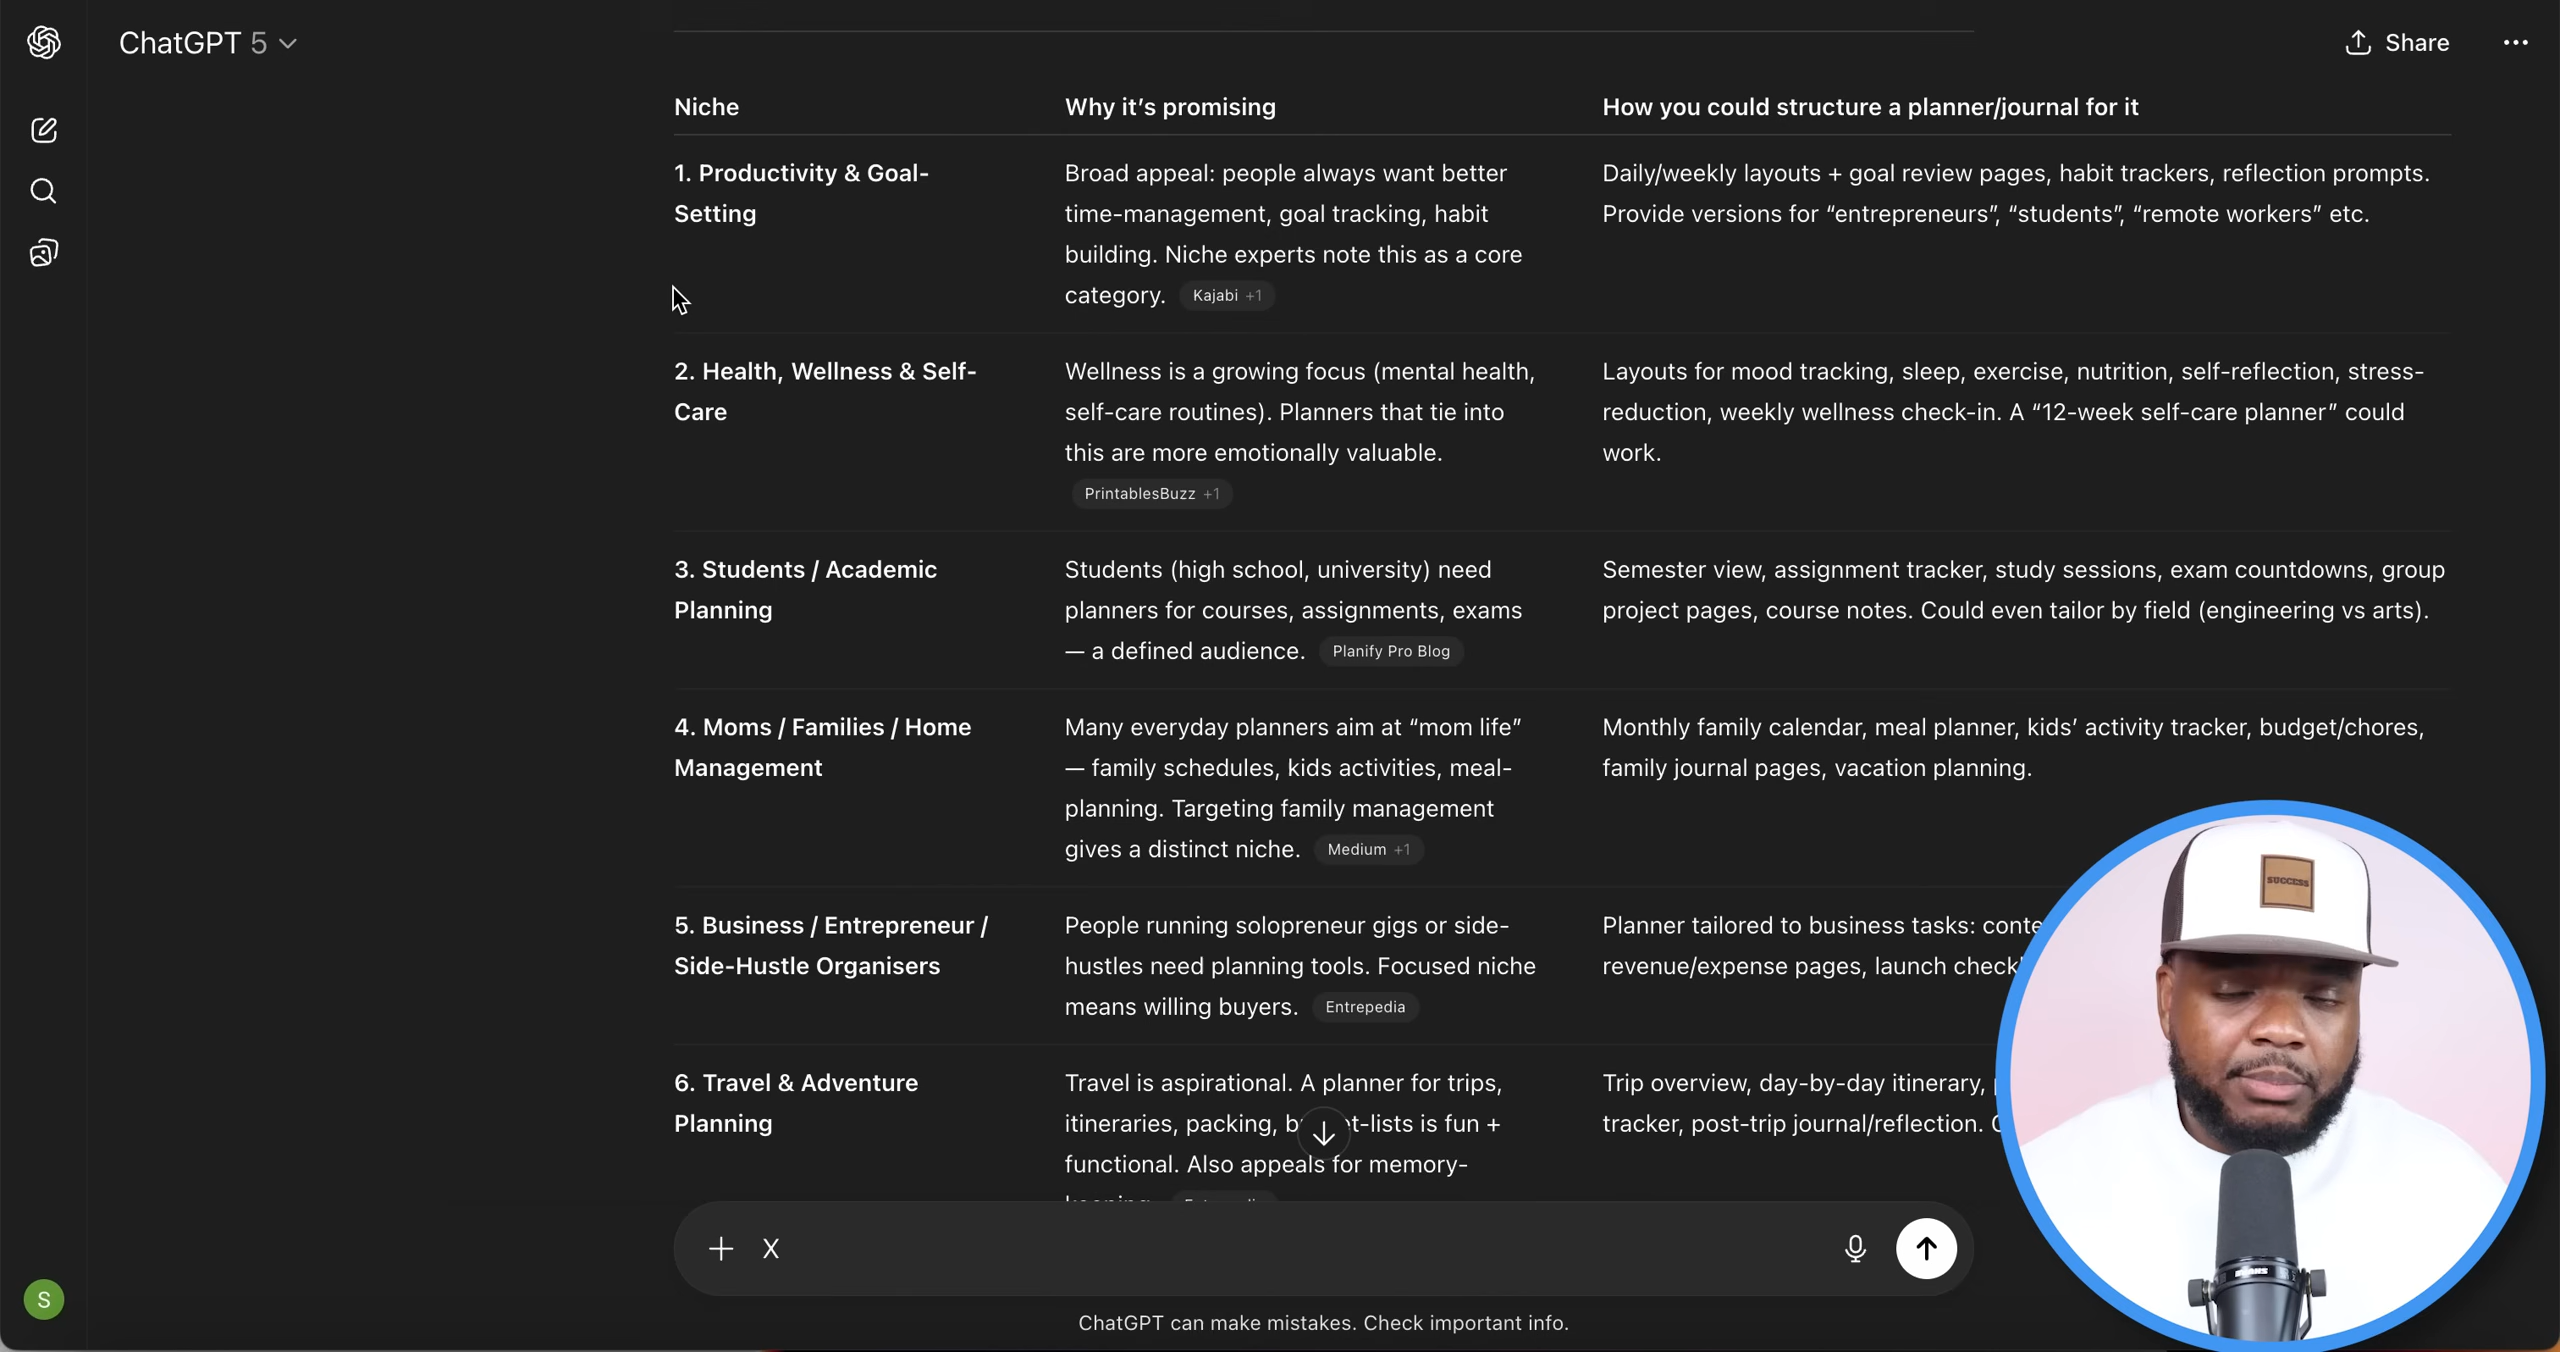 ChatGPT 5
Share
Niche
Why it’s promising
How you could structure a planner/journal for it
1. Productivity & Goal-
Setting
Broad appeal: people always want better
time-management, goal tracking, habit
building. Niche experts note this as a core
category. Kajabi +1
Daily/weekly layouts + goal review pages, habit trackers, reflection prompts.
Provide versions for “entrepreneurs”, “students”, “remote workers” etc.
2. Health, Wellness & Self-
Care
Wellness is a growing focus (mental health,
self-care routines). Planners that tie into
this are more emotionally valuable.
PrintablesBuzz +1
Layouts for mood tracking, sleep, exercise, nutrition, self-reflection, stress-
reduction, weekly wellness check-in. A “12-week self-care planner” could
work.
3. Students / Academic
Planning
Students (high school, university) need
planners for courses, assignments, exams
— a defined audience. Planify Pro Blog
Semester view, assignment tracker, study sessions, exam countdowns, group
project pages, course notes. Could even tailor by field (engineering vs arts).
4. Moms / Families / Home
Management
Many everyday planners aim at “mom life”
— family schedules, kids activities, meal-
planning. Targeting family management
gives a distinct niche. Medium +1
Monthly family calendar, meal planner, kids’ activity tracker, budget/chores,
family journal pages, vacation planning.
5. Business / Entrepreneur /
Side-Hustle Organisers
People running solopreneur gigs or side-
hustles need planning tools. Focused niche
means willing buyers. Entrepedia
Planner tailored to business tasks:
revenue/expense pages, launch
6. Travel & Adventure
Planning
Travel is aspirational. A planner for trips,
itineraries, packing, is fun +
functional. Also appeals for memory-
Trip overview, day-by-day itinerary,
tracker, post-trip journal/reflection.
X
S
ChatGPT can make mistakes. Check important info.
SUCCESS